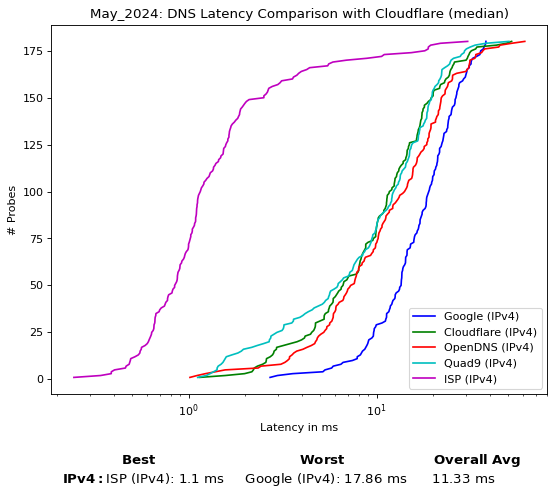 May_2024: DNS Latency Comparison with Cloudflare (median)
175
150
125
100
75
50
25
0
# Probes
Google (IPv4)
Cloudflare (IPv4)
OpenDNS (IPv4)
Quad9 (IPv4)
ISP (IPv4)
10^0 10^1
Latency in ms
Best Worst Overall Avg
IPv4: ISP (IPv4): 1.1 ms Google (IPv4): 17.86 ms 11.33 ms